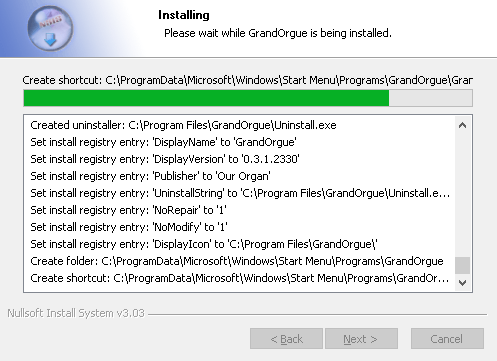 Installing
Please wait while GrandOrgue is being installed.
Create shortcut: C:\ProgramData\Microsoft\Windows\Start Menu\Programs\GrandOrgue\Gran
Created uninstaller: C:\Program Files\GrandOrgue\Uninstall.exe
Set install registry entry: 'DisplayName' to 'GrandOrgue'
Set install registry entry: 'DisplayVersion' to '0.3.1.2330'
Set install registry entry: 'Publisher' to 'Our Organ'
Set install registry entry: 'UninstallString' to 'C:\Program Files\GrandOrgue\Uninstall.e...
Set install registry entry: 'NoRepair' to '1'
Set install registry entry: 'NoModify' to '1'
Set install registry entry: 'DisplayIcon' to 'C:\Program Files\GrandOrgue\'
Create folder: C:\ProgramData\Microsoft\Windows\Start Menu\Programs\GrandOrgue
Create shortcut: C:\ProgramData\Microsoft\Windows\Start Menu\Programs\GrandOr...
Nullsoft Install System v3.03
< Back Next > Cancel